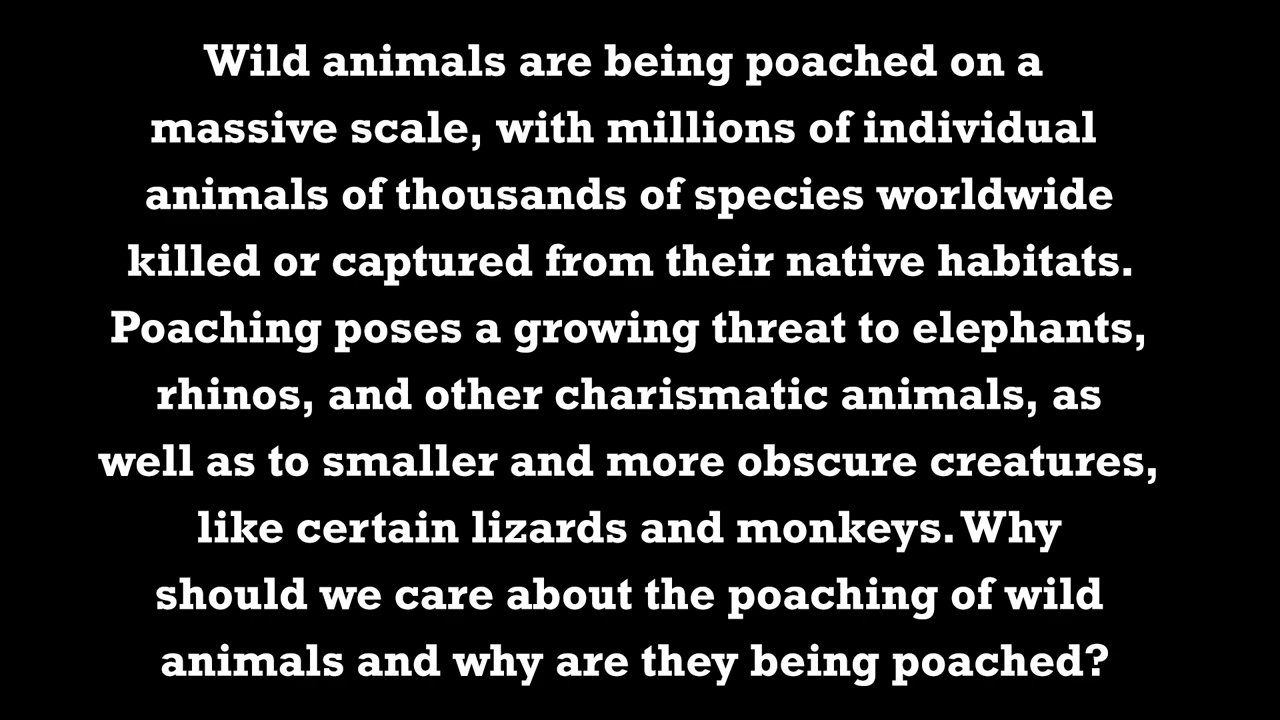 Wild animals are being poached on a
massive scale, with millions of individual
animals of thousands of species worldwide
killed or captured from their native habitats.
Poaching poses a growing threat to elephants,
rhinos, and other charismatic animals, as
well as to smaller and more obscure creatures,
like certain lizards and monkeys. Why
should we care about the poaching of wild
animals and why are they being poached?